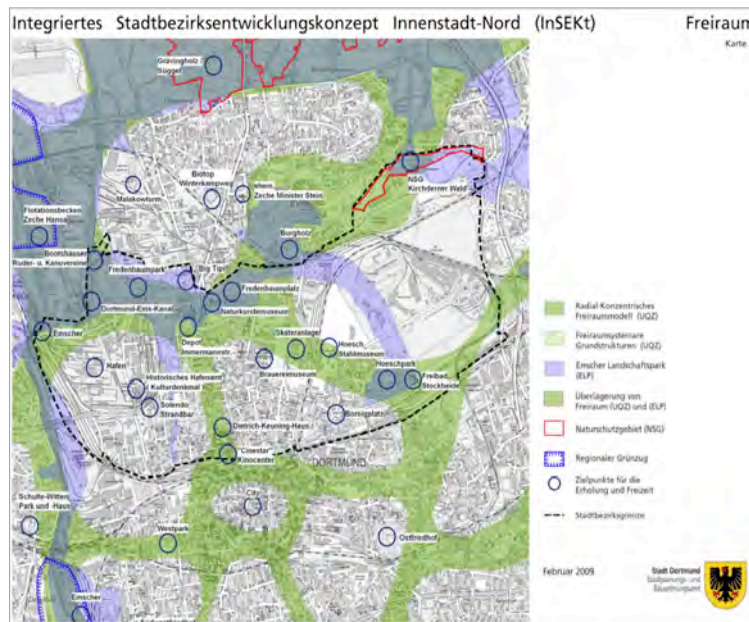 Integriertes Stadtbezirksentwicklungskonzept Innenstadt-Nord (InSEKt) Freiraum
Karte
Grävingholz /
Süggel
Biotop
Winterkampweg
ehem.
Zeche Minister Stein
NSG
Kirchderner Wald
Malakowturm
Flotationsbecken
Zeche Hansa
Burgholz
Bootshäuser
Ruder- u. Kanuvereine
Big Tipi
Fredenbaumpark
Fredenbaumplatz
Dortmund-Ems-Kanal
Naturkundemuseum
Emscher
Skateranlage
Depot
Immermannstr.
Hoesch
Stahlmuseum
Hafen
Brauereimuseum
Historisches Hafenamt
Kulturdenkmal
Hoeschpark
Freibad
Stockheide
Solendo
Strandbar
Borsigplatz
Dietrich-Keuning-Haus
"Cinestar"
Kinocenter
DORTMUND
City
Schulte-Witten
Park und -Haus
Westpark
Ostfriedhof
Emscher
Radial-Konzentrisches
Freiraummodell (UQZ)
Freiraumsystemare
Grundstrukturen (UQZ)
Emscher Landschaftspark
(ELP)
Überlagerung von
Freiraum (UQZ) und (ELP)
Naturschutzgebiet (NSG)
Regionaler Grünzug
Zielpunkte für die
Erholung und Freizeit
Stadtbezirksgrenze
Februar 2009
Stadt Dortmund
Stadtplanungs- und
Bauordnungsamt